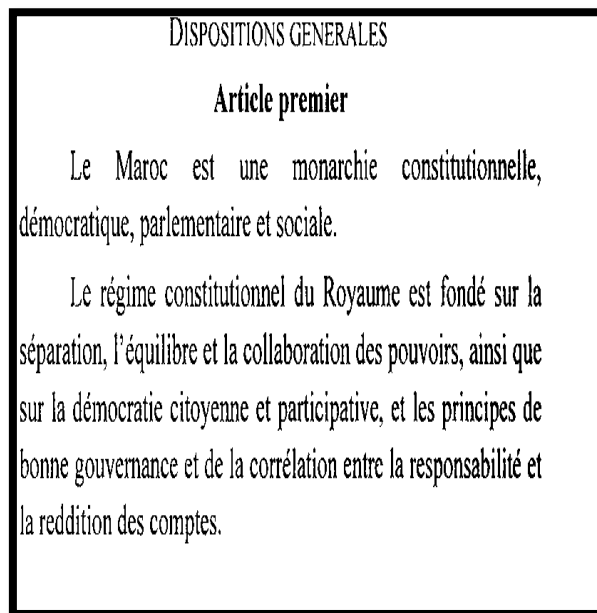 DISPOSITIONS GENERALES
Article premier
Le Maroc est une monarchie constitutionnelle,
démocratique, parlementaire et sociale.
Le régime constitutionnel du Royaume est fondé sur la
séparation, l'équilibre et la collaboration des pouvoirs, ainsi que
sur la démocratie citoyenne et participative, et les principes de
bonne gouvernance et de la corrélation entre la responsabilité et
la reddition des comptes.